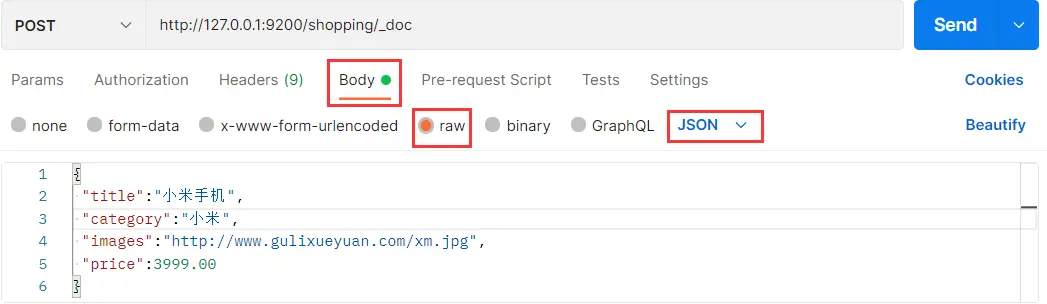 POST http://127.0.0.1:9200/shopping/_doc Send
Params Authorization Headers (9) Body Pre-request Script Tests Settings Cookies
none form-data x-www-form-urlencoded raw binary GraphQL JSON Beautify
1 {
2 "title":"小米手机",
3 "category":"小米",
4 "images":"http://www.gulixueyuan.com/xm.jpg",
5 "price":3999.00
6 }